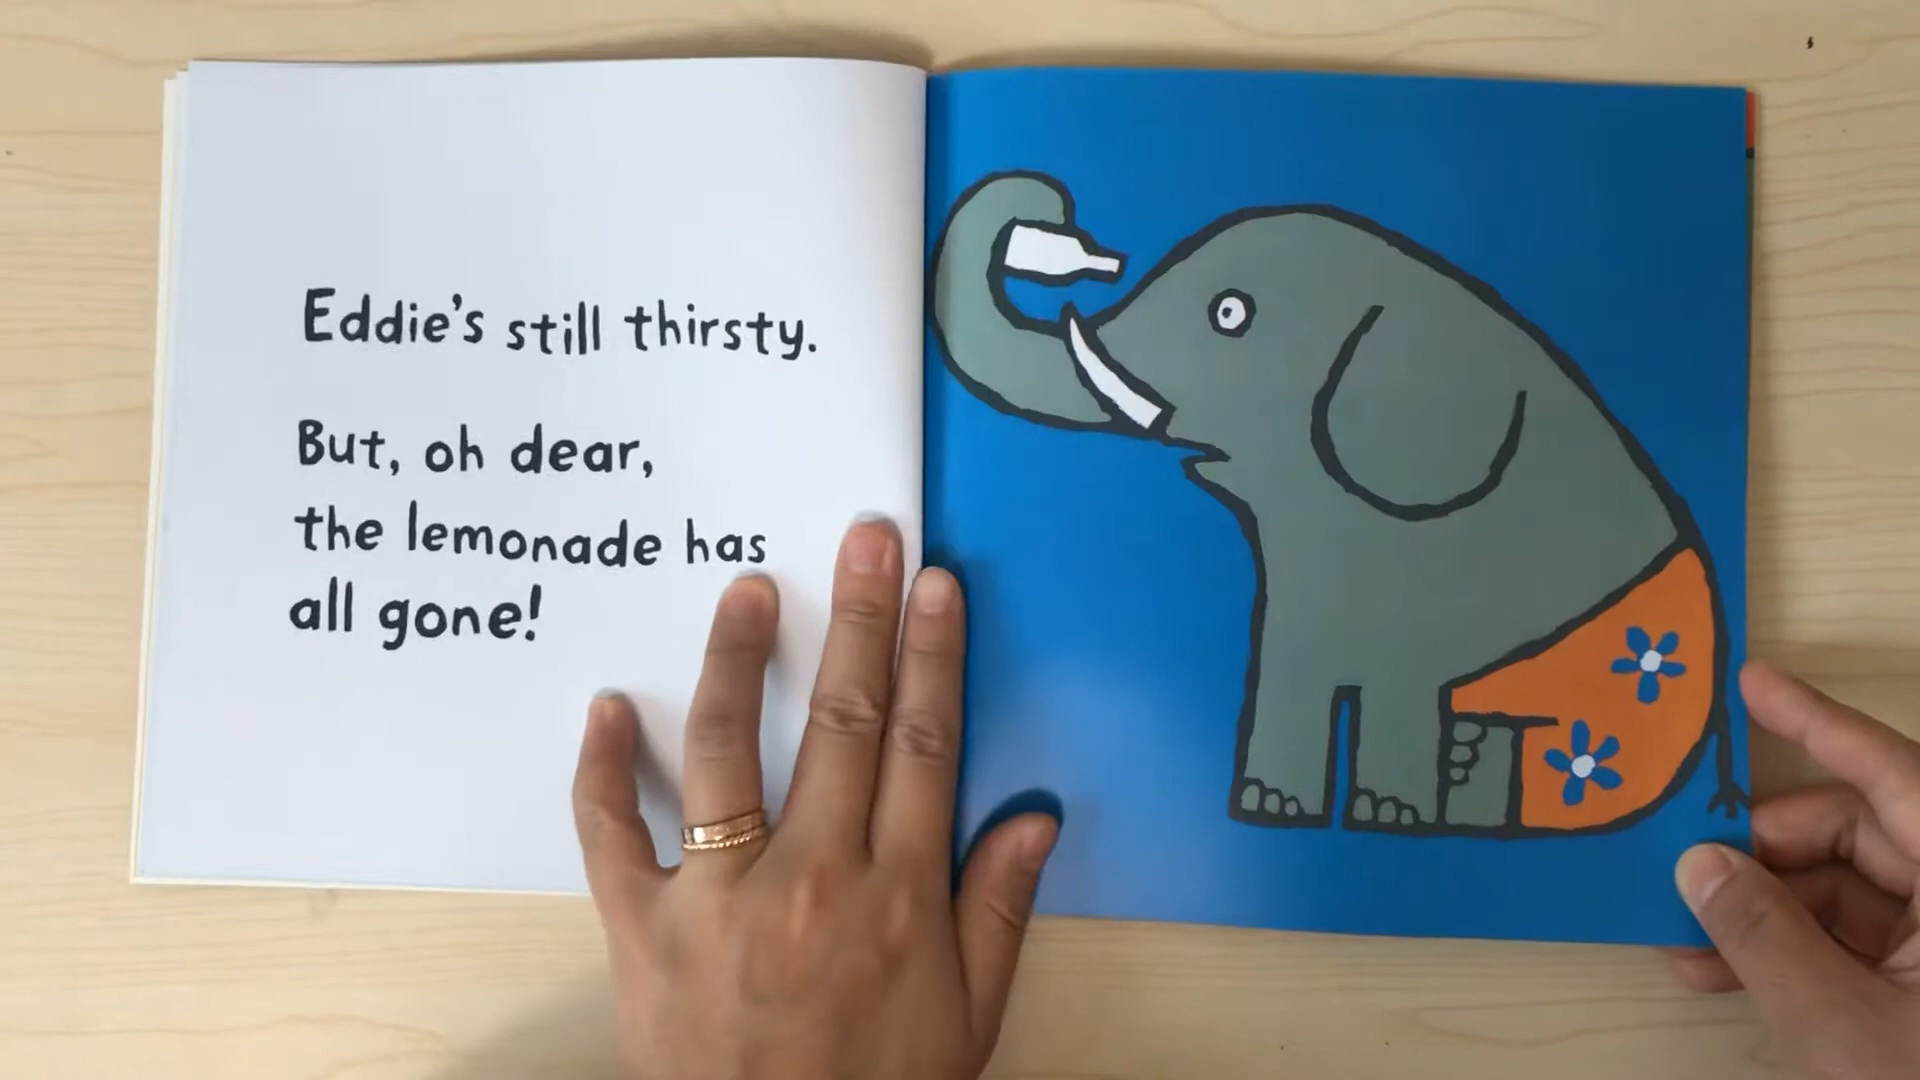 Eddie's still thirsty.
But, oh dear,
the lemonade has
all gone!